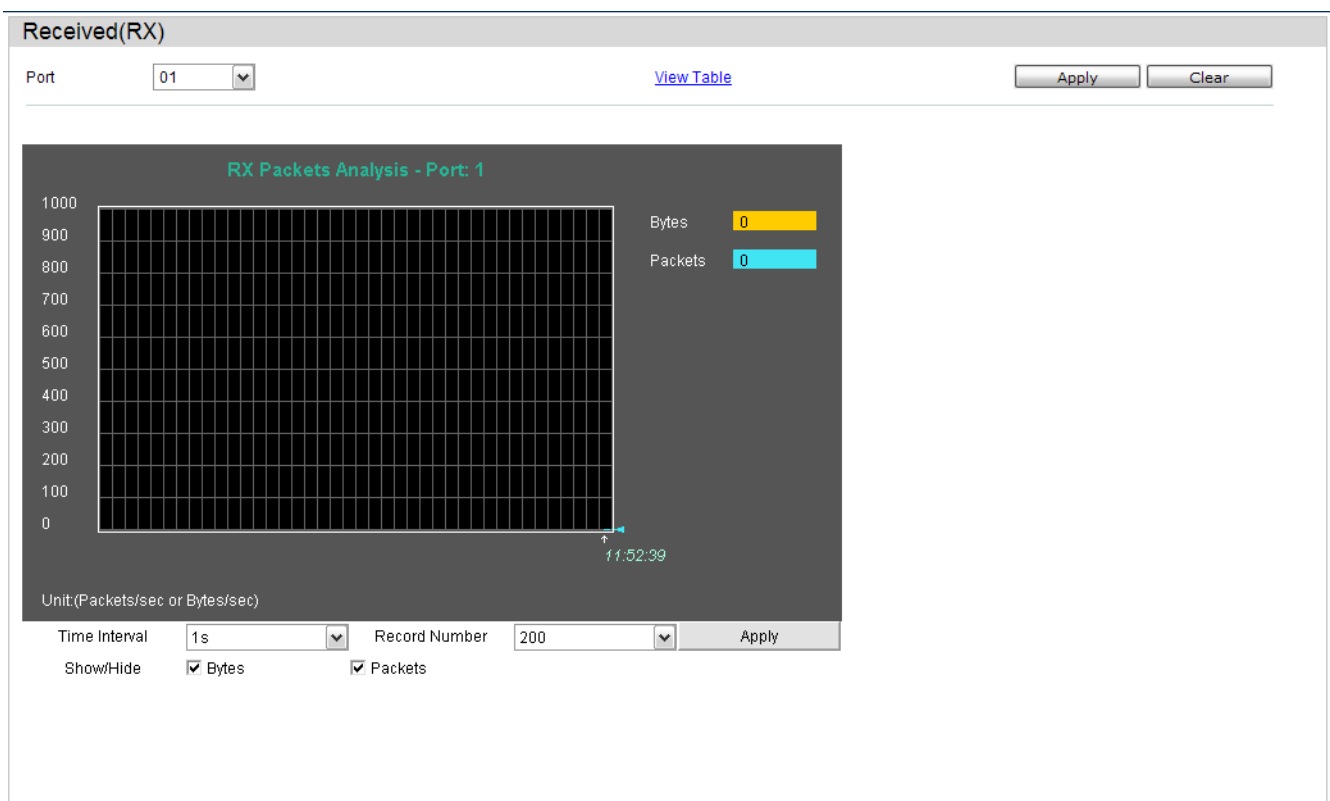 Received(RX)
Port 01 View Table Apply Clear
RX Packets Analysis - Port: 1
1000
900
800
700
600
500
400
300
200
100
0
Bytes 0
Packets 0
11:52:39
Unit:(Packets/sec or Bytes/sec)
Time Interval 1s Record Number 200 Apply
Show/Hide Bytes Packets